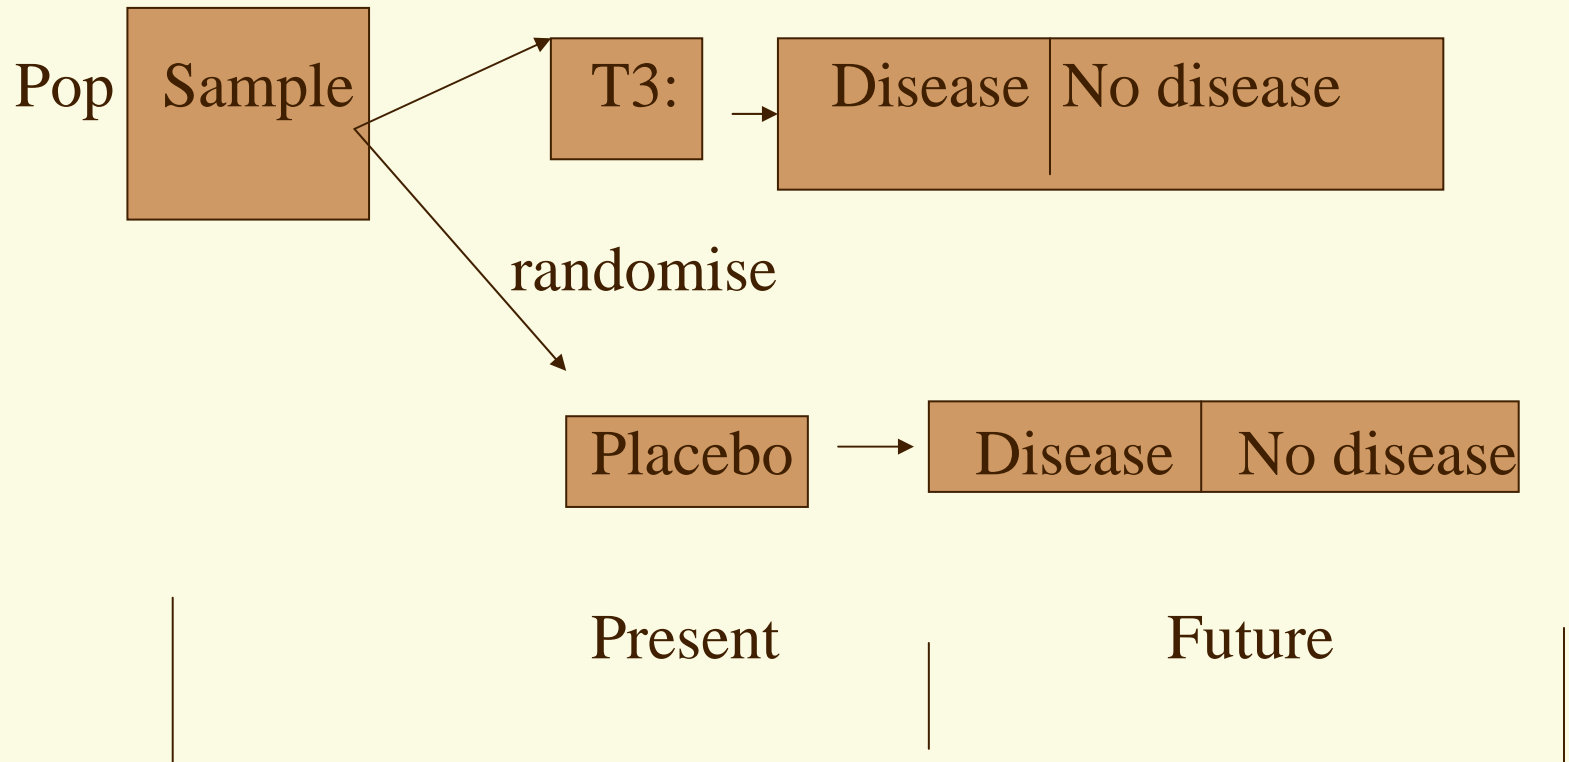 Pop Sample T3: Disease No disease
randomise
Placebo Disease No disease
Present Future